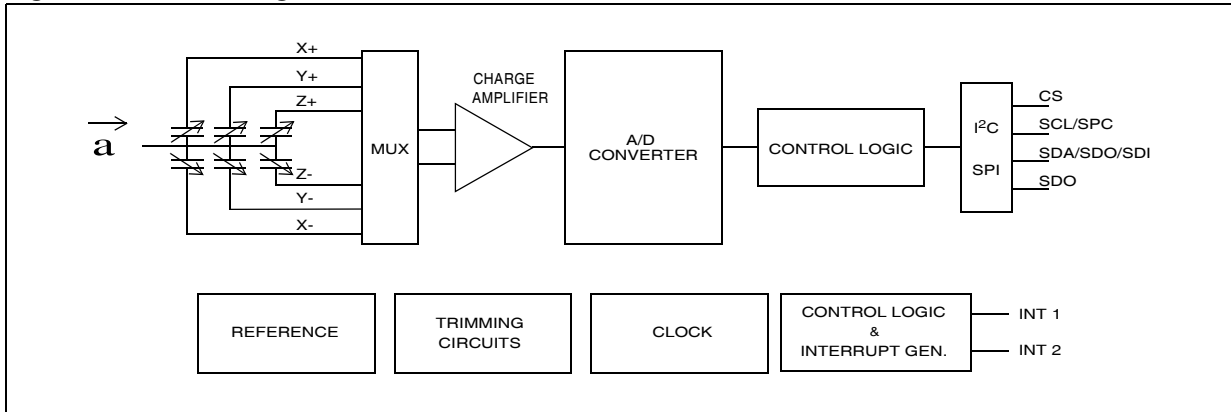 X+
Y+
Z+
a
Z-
Y-
X-
MUX
CHARGE
AMPLIFIER
A/D
CONVERTER
CONTROL LOGIC
I²C
SPI
CS
SCL/SPC
SDA/SDO/SDI
SDO
REFERENCE
TRIMMING
CIRCUITS
CLOCK
CONTROL LOGIC
&
INTERRUPT GEN.
INT 1
INT 2